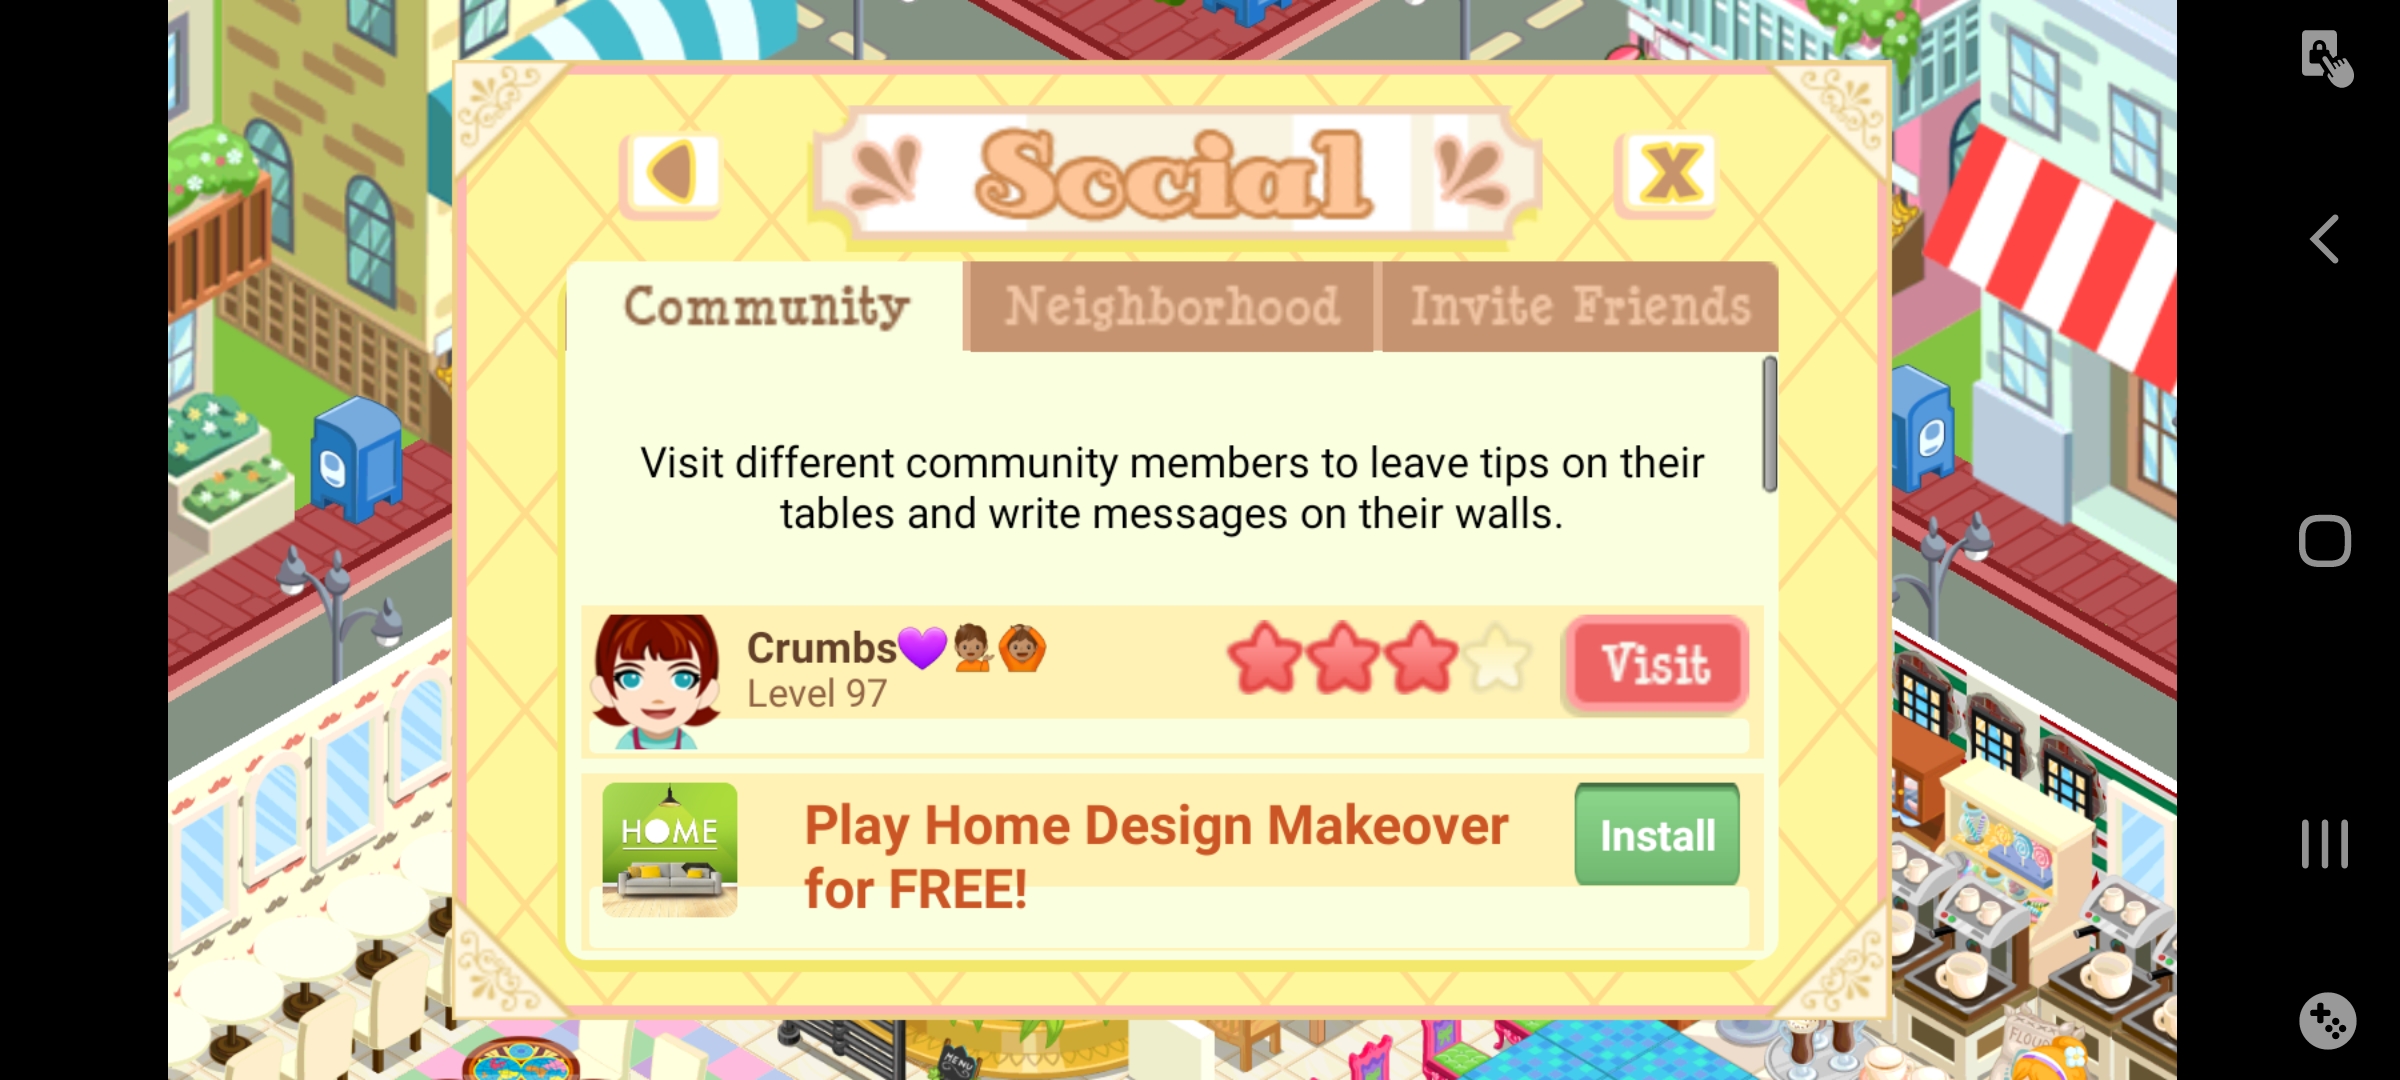 Social
Community
Neighborhood
Invite Friends
Visit different community members to leave tips on their
tables and write messages on their walls.
Crumbs💜💁🏽🙆🏽
Level 97
Visit
HOME
Play Home Design Makeover
for FREE!
Install
MENU
FLOUR